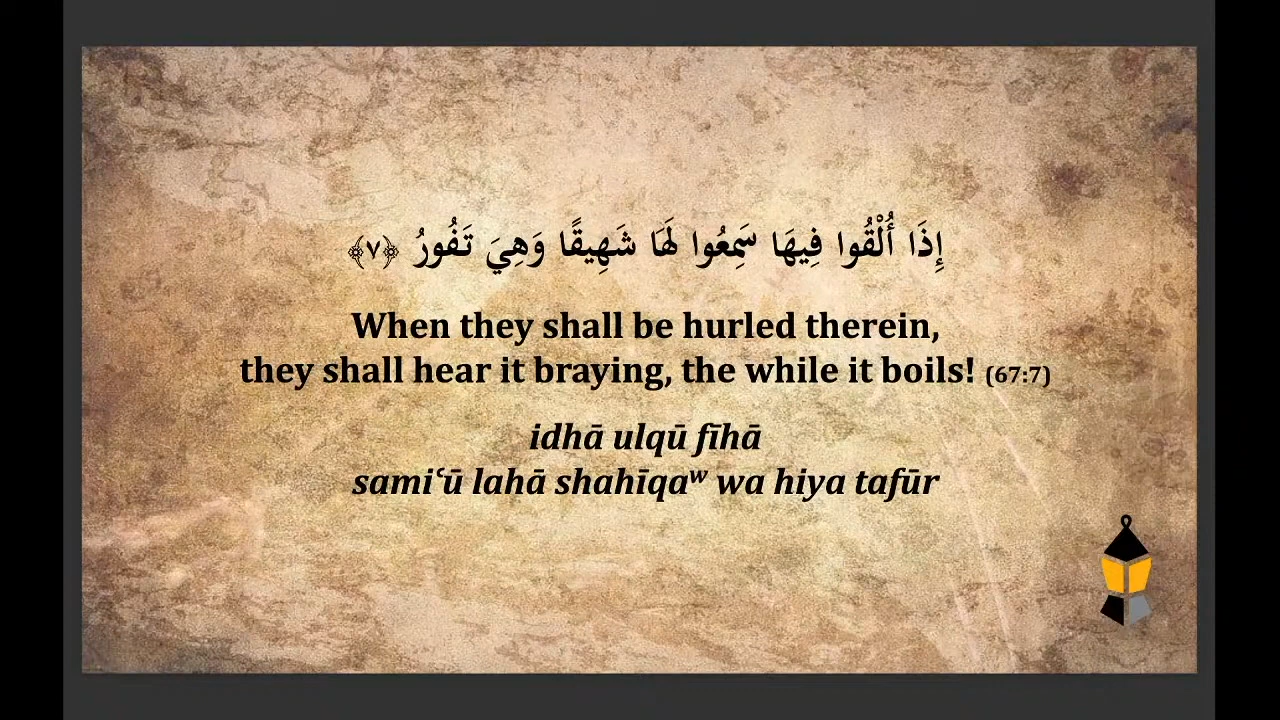 إِذَا أُلْقُوا فِيهَا سَمِعُوا لَهَا شَهِيقًا وَهِيَ تَفُورُ ﴿٧﴾
When they shall be hurled therein,
they shall hear it braying, the while it boils! (67:7)
idhā ulqū fīhā
samiʿū lahā shahīqaʷ wa hiya tafūr